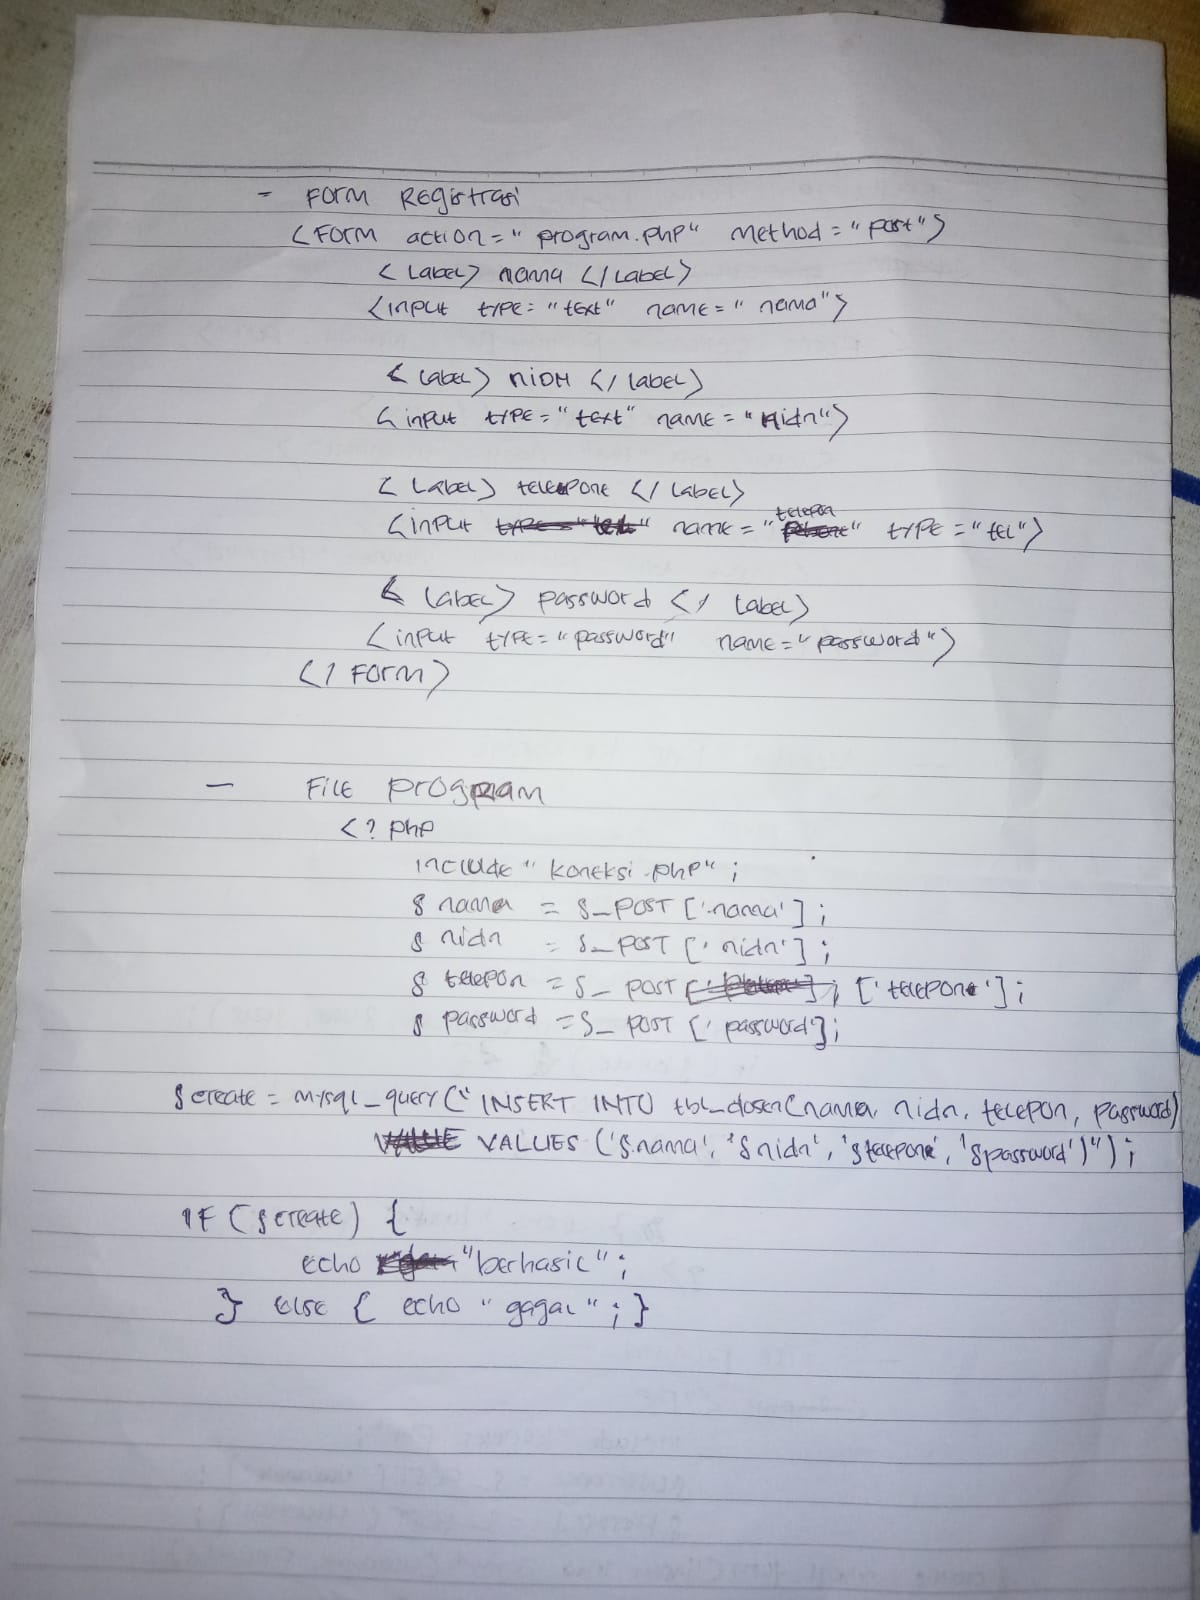 - Form Registrasi
<Form action="program.php" method="post">
<Label> nama </Label>
<input type="text" name="nama">
<Label> NIDN </Label>
<input type="text" name="nidn">
<Label> telepone </Label>
<input name="telepon" type="tel">
<Label> password </Label>
<input type="password" name="password">
</Form>
- File program
<?php
include "koneksi.php";
$nama = $_POST['nama'];
$nidn = $_POST['nidn'];
$telepon = $_POST ['telepone'];
$password = $_POST['password'];
$create = mysql_query("INSERT INTO tbl_dosen(nama, nidn, telepon, password)
VALUES ('$nama', '$nidn', '$telepone', '$password')");
IF ($create) {
echo "berhasil";
} else { echo "gagal"; }